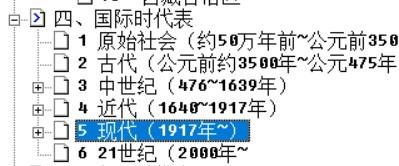 四、国际时代表
1 原始社会（约50万年前~公元前350
2 古代（公元前约3500年~公元475年
3 中世纪（476~1639年）
4 近代（1640~1917年）
5 现代（1917年~）
6 21世纪（2000年~